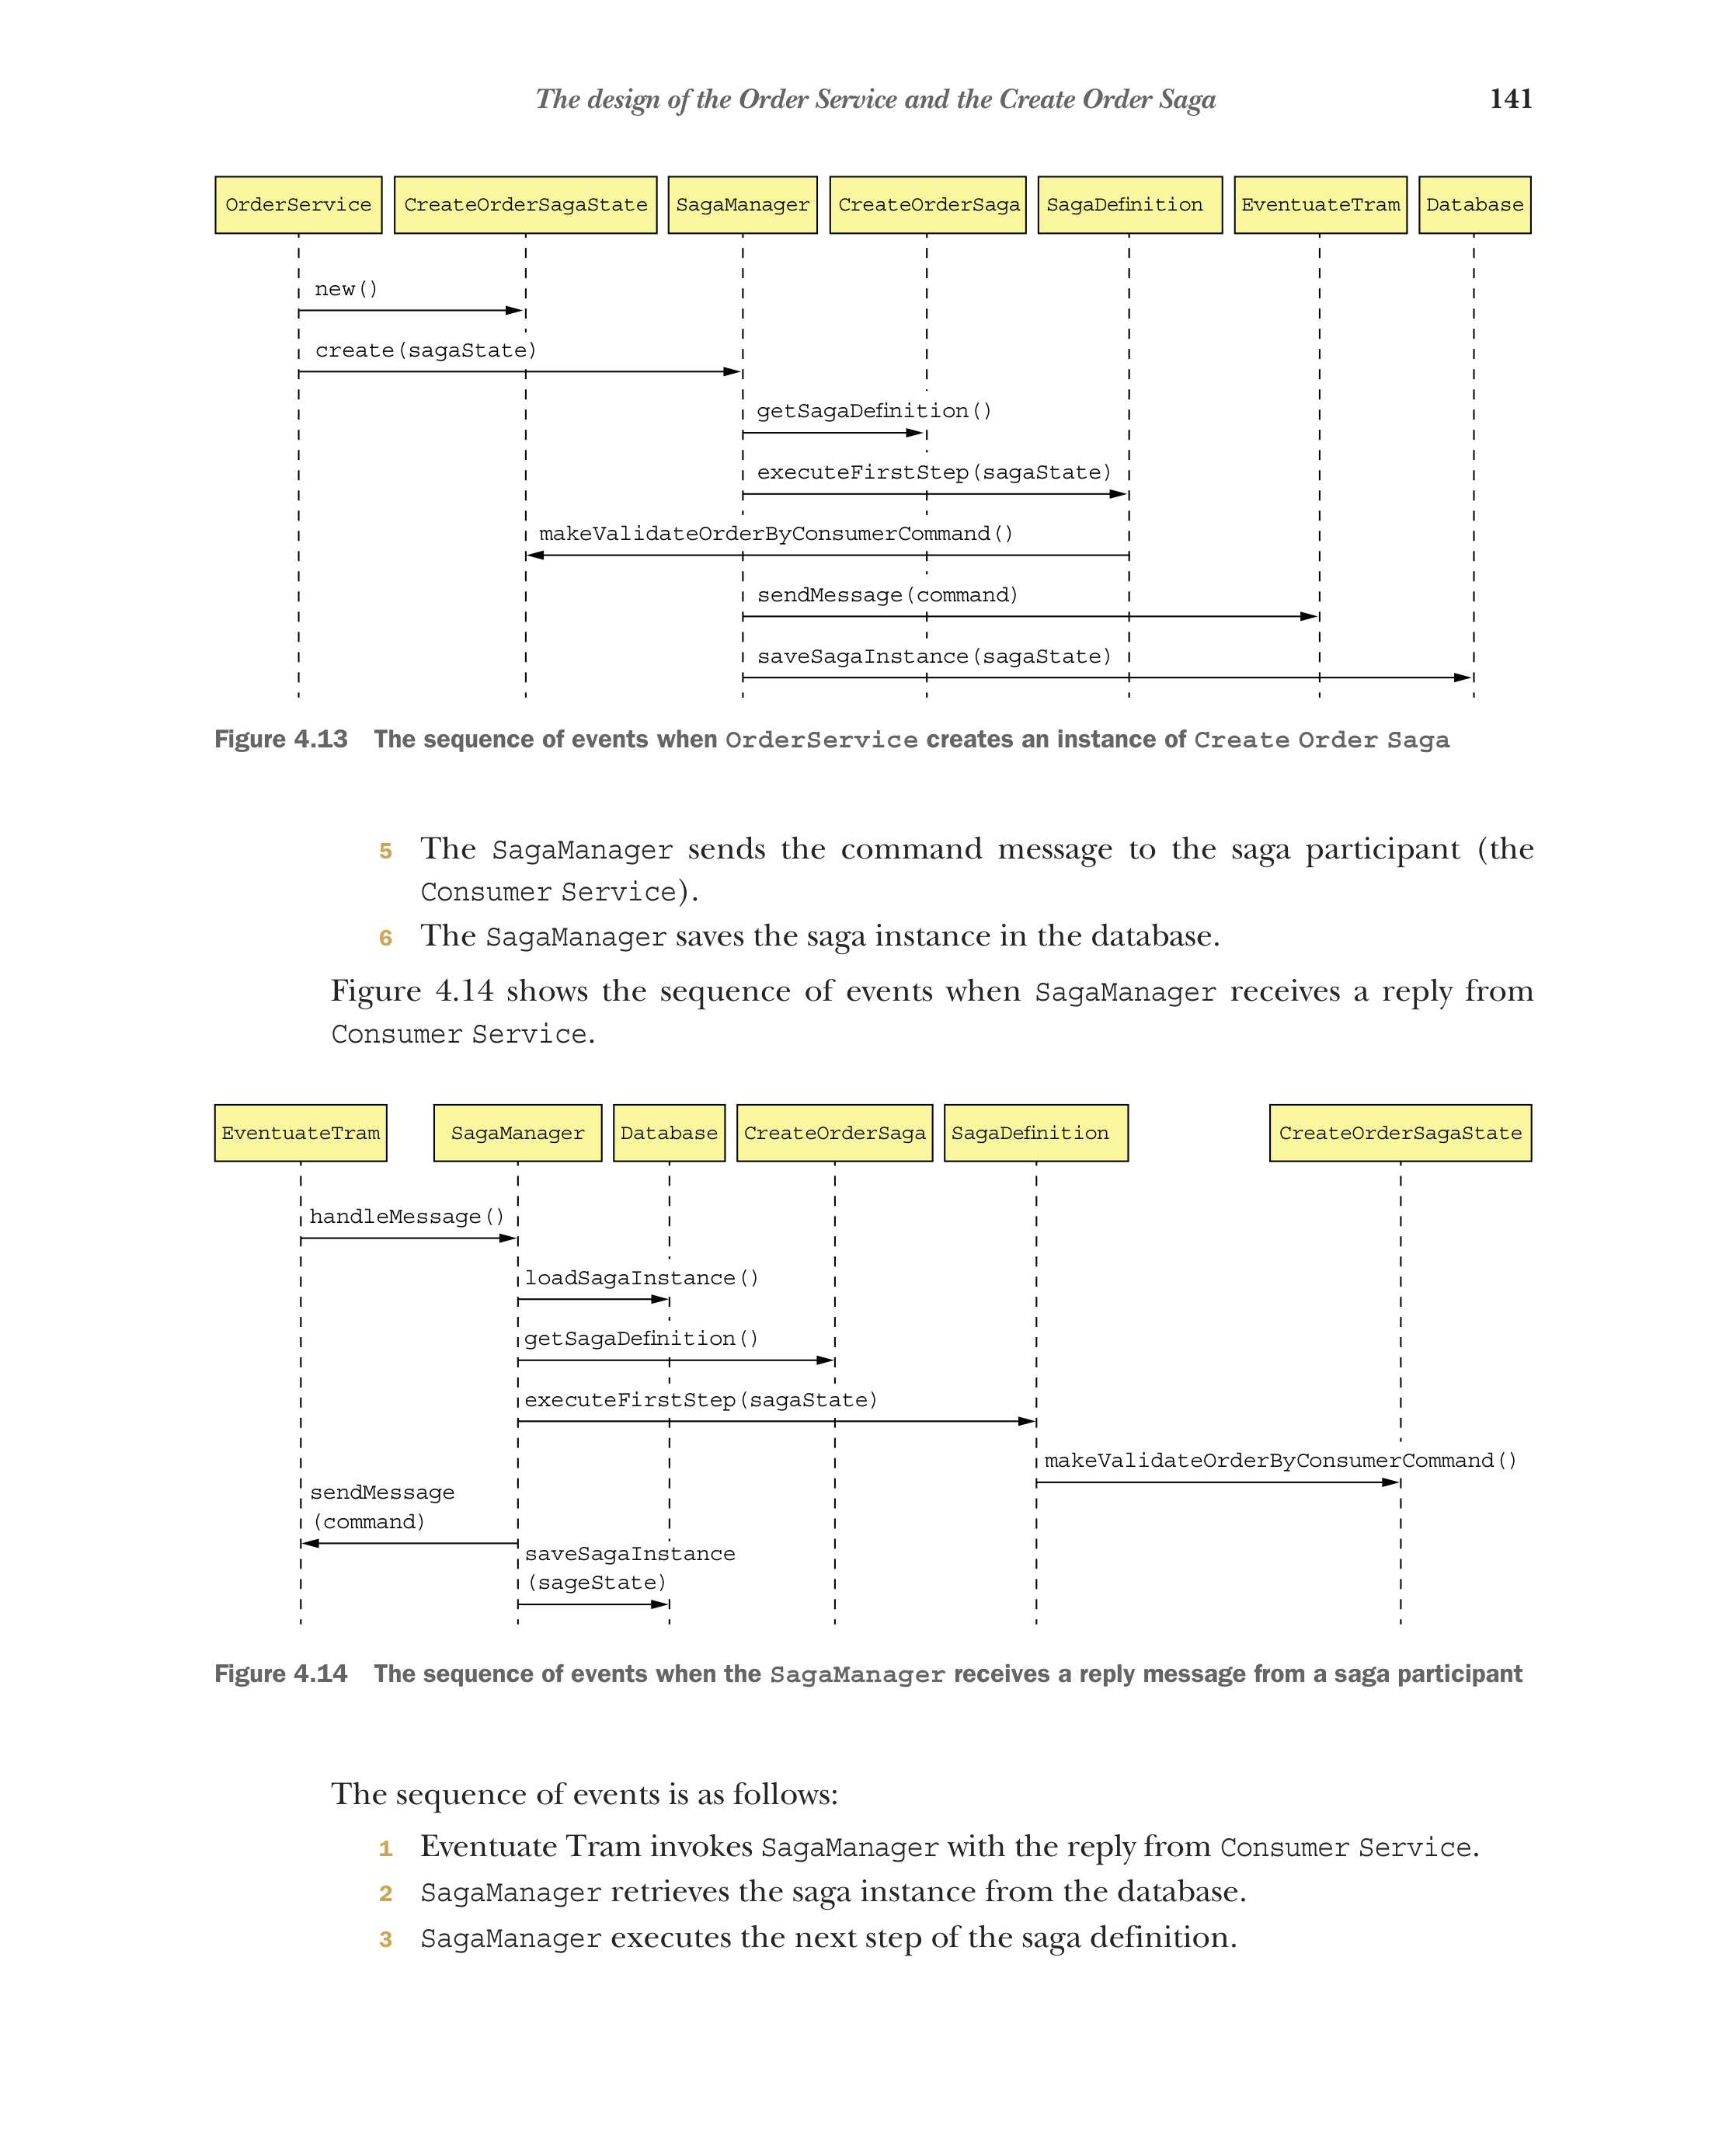 The design of the Order Service and the Create Order Saga 141
OrderService CreateOrderSagaState SagaManager CreateOrderSaga SagaDefinition EventuateTram Database
new()
create(sagaState)
getSagaDefinition()
executeFirstStep(sagaState)
makeValidateOrderByConsumerCommand()
sendMessage(command)
saveSagaInstance(sagaState)
Figure 4.13 The sequence of events when OrderService creates an instance of Create Order Saga
5 The SagaManager sends the command message to the saga participant (the
Consumer Service).
6 The SagaManager saves the saga instance in the database.
Figure 4.14 shows the sequence of events when SagaManager receives a reply from
Consumer Service.
EventuateTram SagaManager Database CreateOrderSaga SagaDefinition CreateOrderSagaState
handleMessage()
loadSagaInstance()
getSagaDefinition()
executeFirstStep(sagaState)
makeValidateOrderByConsumerCommand()
sendMessage
(command)
saveSagaInstance
(sageState)
Figure 4.14 The sequence of events when the SagaManager receives a reply message from a saga participant
The sequence of events is as follows:
1 Eventuate Tram invokes SagaManager with the reply from Consumer Service.
2 SagaManager retrieves the saga instance from the database.
3 SagaManager executes the next step of the saga definition.